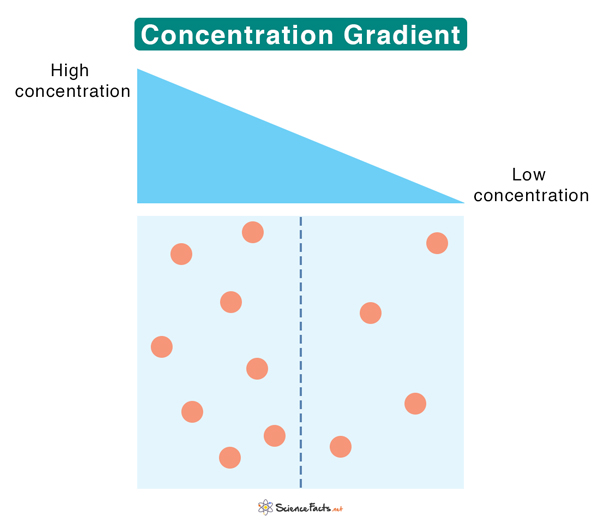 Concentration Gradient
High
concentration
Low
concentration
ScienceFacts.net